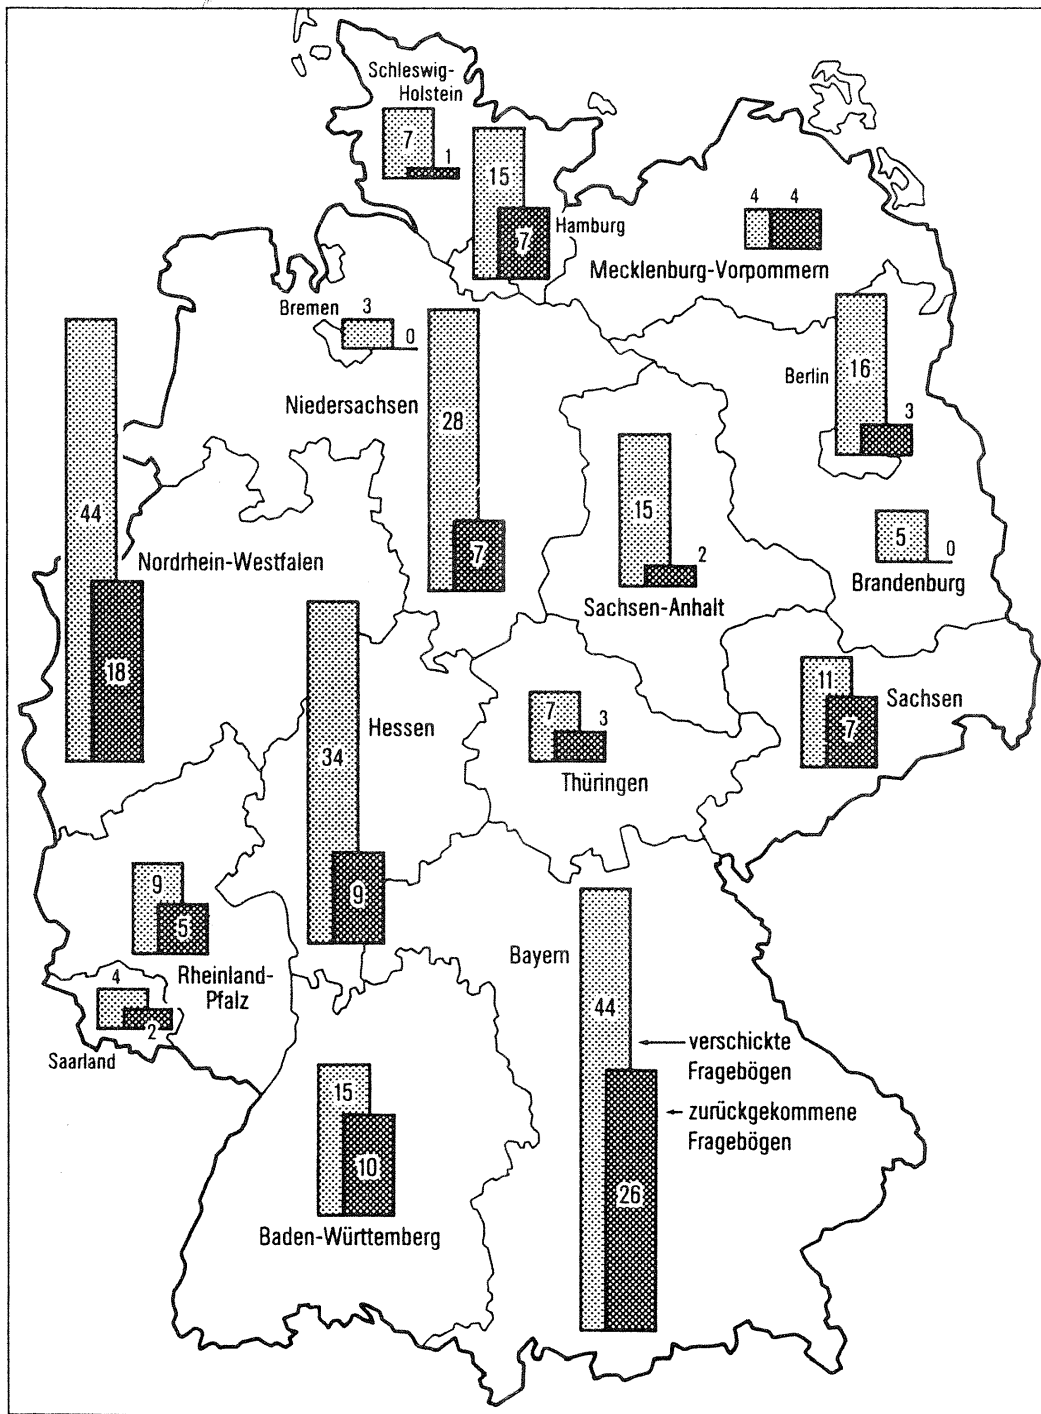 Schleswig-
Holstein
7
1
15
7
Hamburg
4
4
Mecklenburg-Vorpommern
Bremen
3
0
Niedersachsen
28
7
Berlin
16
3
44
18
Nordrhein-Westfalen
15
2
Sachsen-Anhalt
5
0
Brandenburg
34
9
Hessen
7
3
Thüringen
11
7
Sachsen
9
5
Rheinland-
Pfalz
4
2
Saarland
15
10
Baden-Württemberg
Bayern
44
26
verschickte
Fragebögen
zurückgekommene
Fragebögen